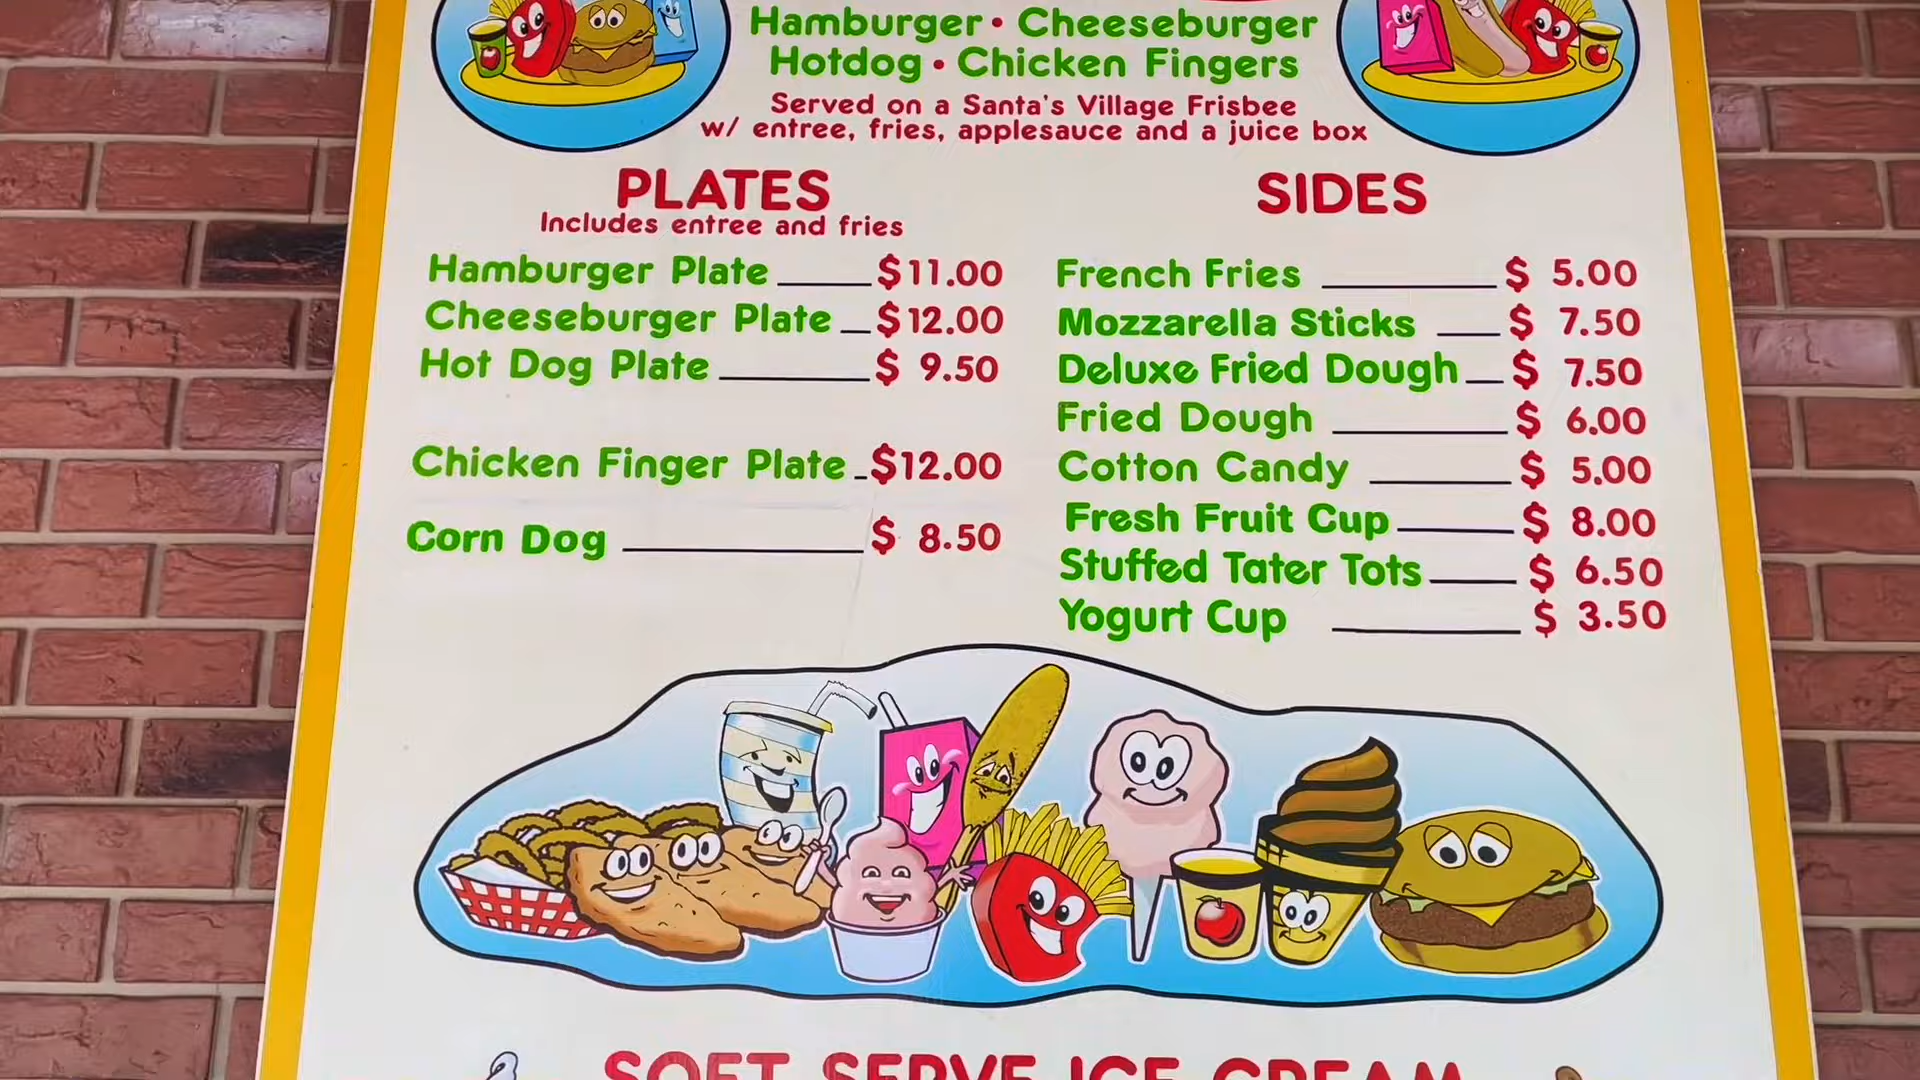 Hamburger • Cheeseburger
Hotdog • Chicken Fingers
Served on a Santa's Village Frisbee
w/ entree, fries, applesauce and a juice box
PLATES
Includes entree and fries
Hamburger Plate $11.00
Cheeseburger Plate $12.00
Hot Dog Plate $ 9.50
Chicken Finger Plate $12.00
Corn Dog $ 8.50
SIDES
French Fries $ 5.00
Mozzarella Sticks $ 7.50
Deluxe Fried Dough $ 7.50
Fried Dough $ 6.00
Cotton Candy $ 5.00
Fresh Fruit Cup $ 8.00
Stuffed Tater Tots $ 6.50
Yogurt Cup $ 3.50
SOFT SERVE ICE CREAM